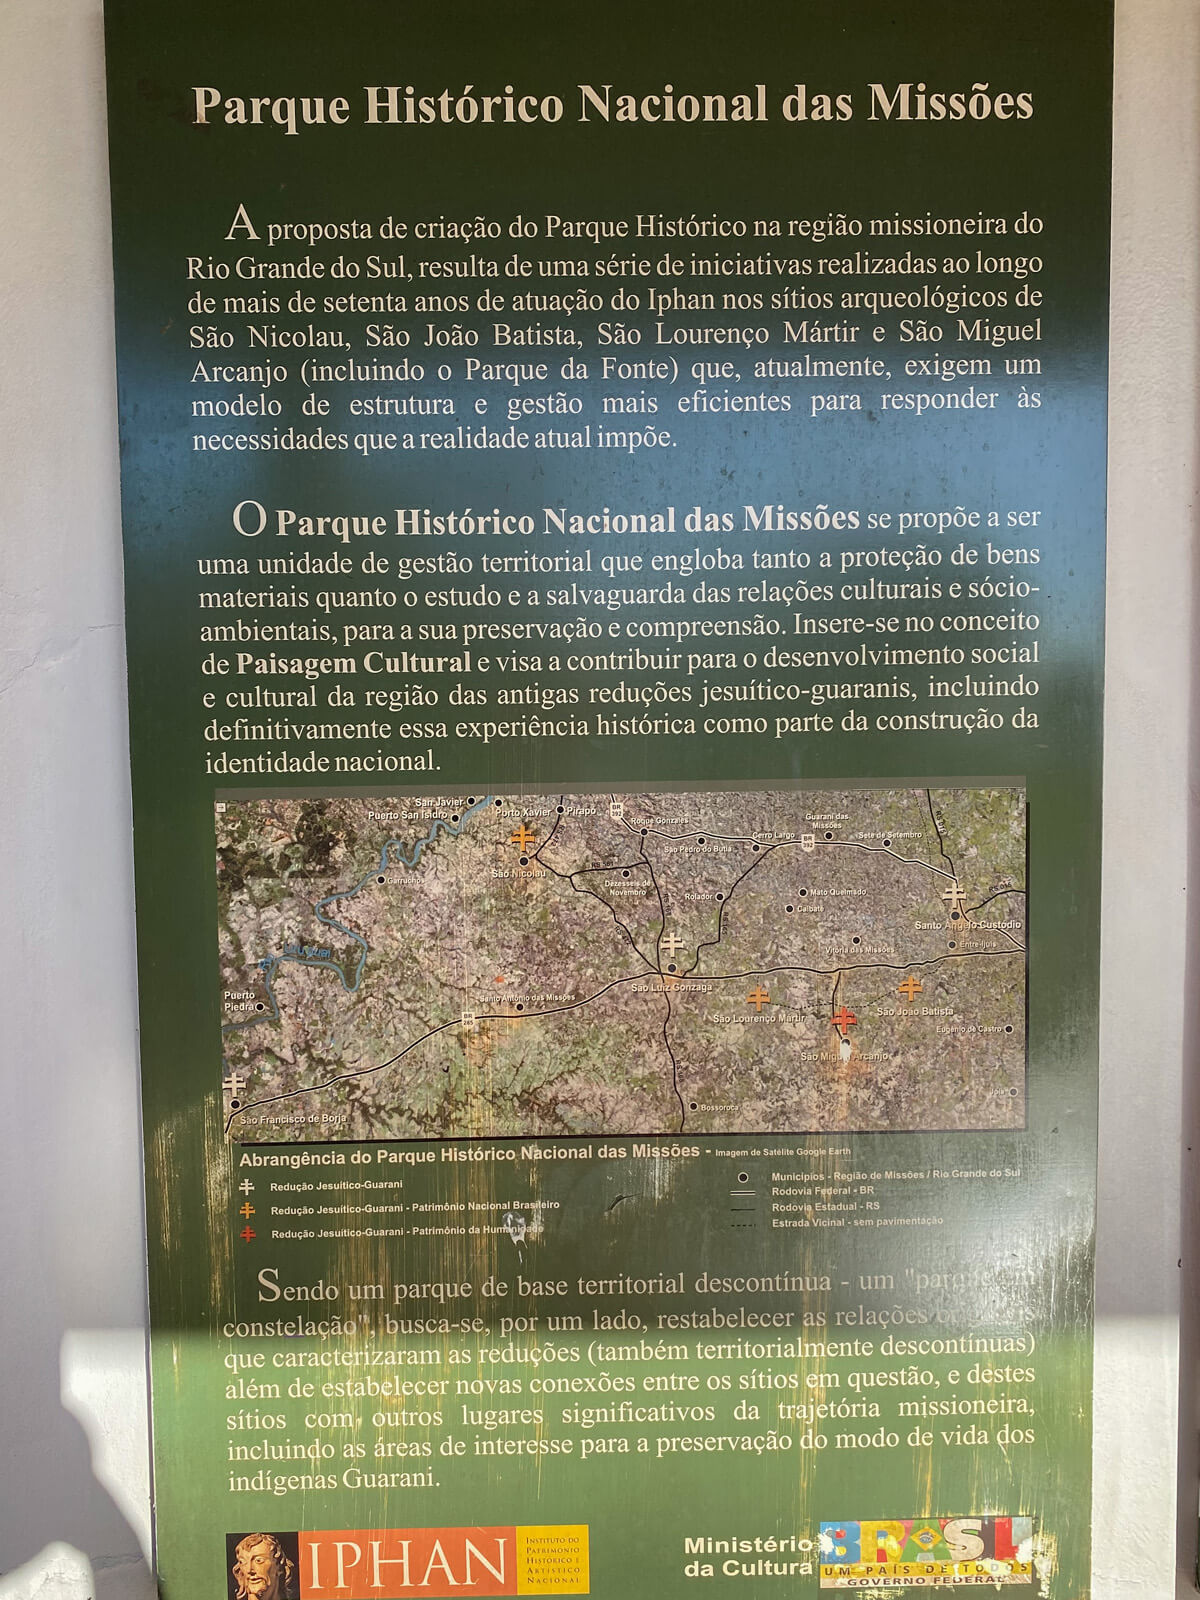 Parque Histórico Nacional das Missões
A proposta de criação do Parque Histórico na região missioneira do
Rio Grande do Sul, resulta de uma série de iniciativas realizadas ao longo
de mais de setenta anos de atuação do Iphan nos sítios arqueológicos de
São Nicolau, São João Batista, São Lourenço Mártir e São Miguel
Arcanjo (incluindo o Parque da Fonte) que, atualmente, exigem um
modelo de estrutura e gestão mais eficientes para responder às
necessidades que a realidade atual impõe.
O Parque Histórico Nacional das Missões se propõe a ser
uma unidade de gestão territorial que engloba tanto a proteção de bens
materiais quanto o estudo e a salvaguarda das relações culturais e sócio-
ambientais, para a sua preservação e compreensão. Insere-se no conceito
de Paisagem Cultural e visa a contribuir para o desenvolvimento social
e cultural da região das antigas reduções jesuítico-guaranis, incluindo
definitivamente essa experiência histórica como parte da construção da
identidade nacional.
San Javier
Porto Xavier
Pirapo
BR
392
Puerto San Isidro
Roque Gonzales
Guarani das
Missões
Cerro Largo
BR
392
Sete de Setembro
São Pedro do Butia
São Nicolau
Garruchos
Dezesseis de
Novembro
Rolador
Mato Queimado
Caibaté
Santo Ângelo Custódio
Entre-Ijuis
Vitória das Missões
São Luiz Gonzaga
Santo Antônio das Missões
Puerto
Piedra
BR
285
São Lourenço Mártir
São João Batista
Eugênio de Castro
São Miguel Arcanjo
Jóia
Bossoroca
São Francisco de Borja
Abrangência do Parque Histórico Nacional das Missões - Imagem de Satélite Google Earth
Redução Jesuítico-Guarani
Redução Jesuítico-Guarani - Patrimônio Nacional Brasileiro
Redução Jesuítico-Guarani - Patrimônio da Humanidade
Municípios - Região de Missões / Rio Grande do Sul
Rodovia Federal - BR
Rodovia Estadual - RS
Estrada Vicinal - sem pavimentação
Sendo um parque de base territorial descontínua - um "parque em
constelação", busca-se, por um lado, restabelecer as relações
que caracterizaram as reduções (também territorialmente descontínuas)
além de estabelecer novas conexões entre os sítios em questão, e destes
sítios com outros lugares significativos da trajetória missioneira,
incluindo as áreas de interesse para a preservação do modo de vida dos
indígenas Guarani.
IPHAN
INSTITUTO DO
PATRIMÔNIO
HISTÓRICO E
ARTÍSTICO
NACIONAL
Ministério
da Cultura
BRASIL
UM PAÍS DE TODOS
GOVERNO FEDERAL